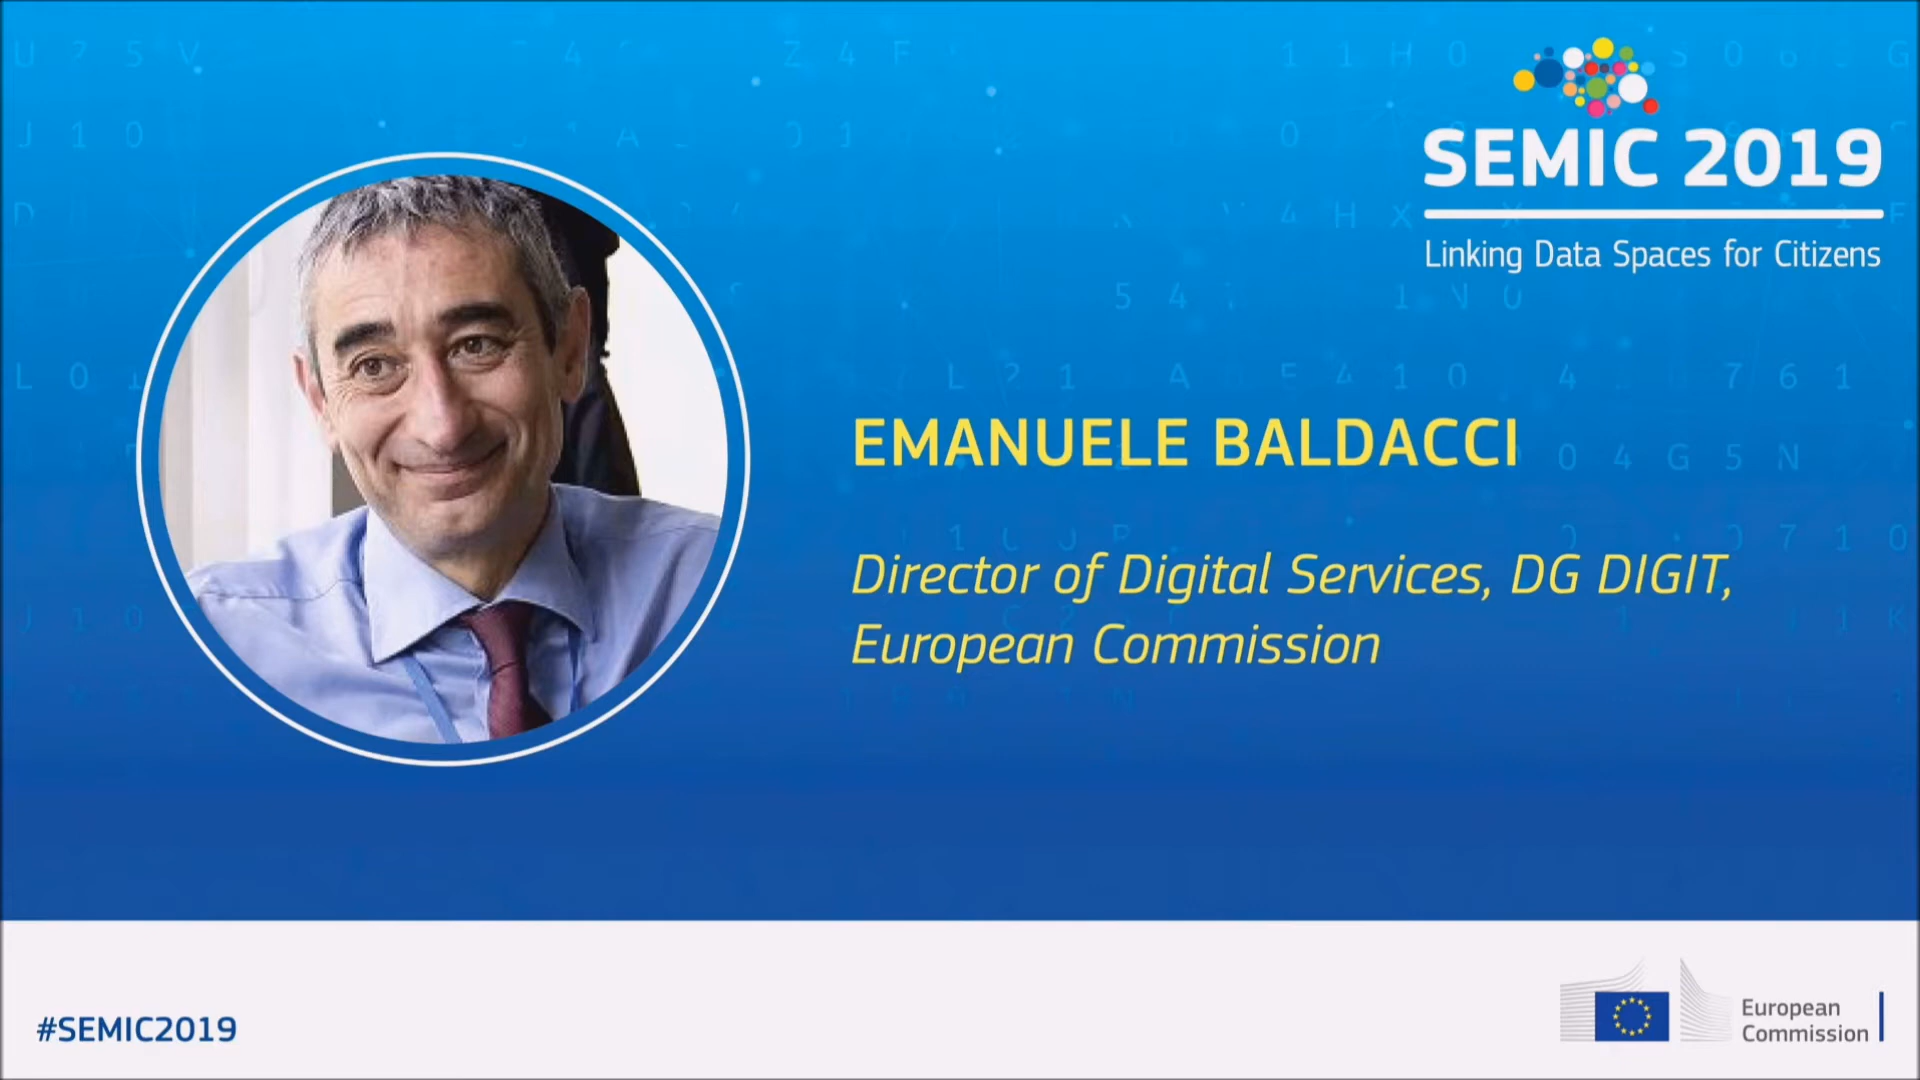 SEMIC 2019
Linking Data Spaces for Citizens
EMANUELE BALDACCI
Director of Digital Services, DG DIGIT,
European Commission
#SEMIC2019
European
Commission